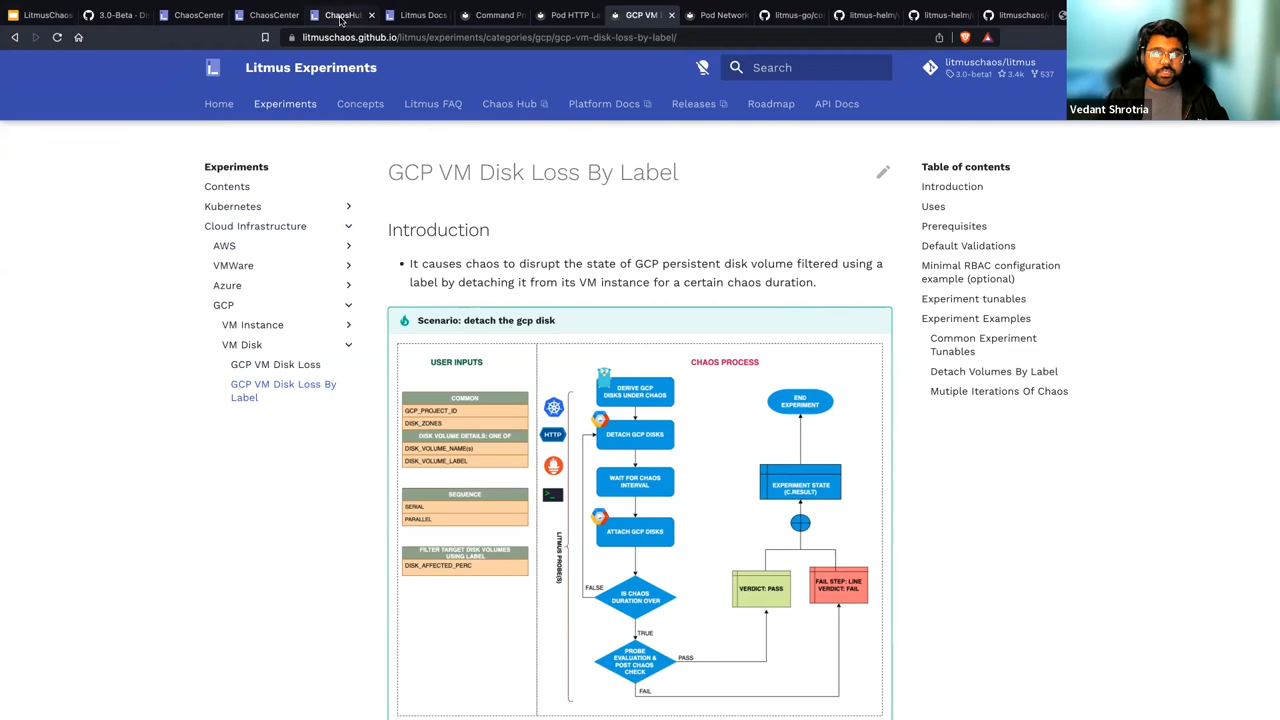 LitmusChaos
3.0-Beta · Di
ChaosCenter
ChaosCenter
ChaosHub
Litmus Docs
Command Pr
Pod HTTP La
GCP VM
Pod Network
litmus-go/co
litmus-helm/
litmus-helm/c
litmuschaos/
litmuschaos.github.io/litmus/experiments/categories/gcp/gcp-vm-disk-loss-by-label/
Litmus Experiments
Search
litmuschaos/litmus
3.0-beta1 3.4k 537
Home
Experiments
Concepts
Litmus FAQ
Chaos Hub
Platform Docs
Releases
Roadmap
API Docs
Vedant Shrotria
Experiments
Contents
Kubernetes
Cloud Infrastructure
AWS
VMWare
Azure
GCP
VM Instance
VM Disk
GCP VM Disk Loss
GCP VM Disk Loss By
Label
GCP VM Disk Loss By Label
Introduction
• It causes chaos to disrupt the state of GCP persistent disk volume filtered using a
label by detaching it from its VM instance for a certain chaos duration.
Scenario: detach the gcp disk
USER INPUTS
COMMON
GCP_PROJECT_ID
DISK_ZONES
DISK VOLUME DETAILS: ONE OF
DISK_VOLUME_NAME(s)
DISK_VOLUME_LABEL
SEQUENCE
SERIAL
PARALLEL
FILTER TARGET DISK VOLUMES
USING LABEL
DISK_AFFECTED_PERC
HTTP
LITMUS PROBE(S)
CHAOS PROCESS
DERIVE GCP
DISKS UNDER CHAOS
DETACH GCP DISKS
WAIT FOR CHAOS
INTERVAL
ATTACH GCP DISKS
FALSE
IS CHAOS
DURATION OVER
TRUE
PROBE
EVALUATION &
POST CHAOS
CHECK
PASS
FAIL
END
EXPERIMENT
EXPERIMENT STATE
(C.RESULT)
VERDICT: PASS
FAIL STEP: LINE
VERDICT: FAIL
Table of contents
Introduction
Uses
Prerequisites
Default Validations
Minimal RBAC configuration
example (optional)
Experiment tunables
Experiment Examples
Common Experiment
Tunables
Detach Volumes By Label
Mutiple Iterations Of Chaos